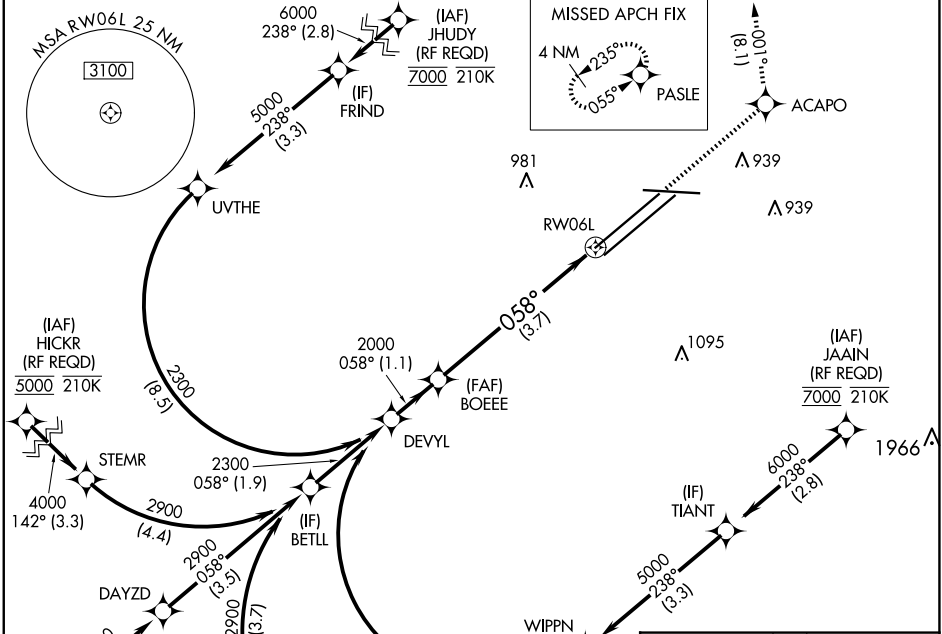 MSA RW06L 25 NM
3100
6000
238° (2.8)
(IAF)
JHUDY
(RF REQD)
7000 210K
(IF)
FRIND
5000
238°
(3.3)
UVTHE
MISSED APCH FIX
4 NM
235°
055°
PASLE
001°
(8.1)
ACAPO
981
939
939
RW06L
058°
(3.7)
1095
2000
058° (1.1)
(FAF)
BOEEE
DEVYL
2300
(8.5)
(IAF)
HICKR
(RF REQD)
5000 210K
STEMR
4000
142° (3.3)
2900
(4.4)
2300
058° (1.9)
(IF)
BETLL
2900
058°
(3.5)
DAYZD
2900
(3.7)
(IAF)
JAAIN
(RF REQD)
7000 210K
1966
6000
238°
(2.8)
(IF)
TIANT
5000
238°
(3.3)
WIPPN